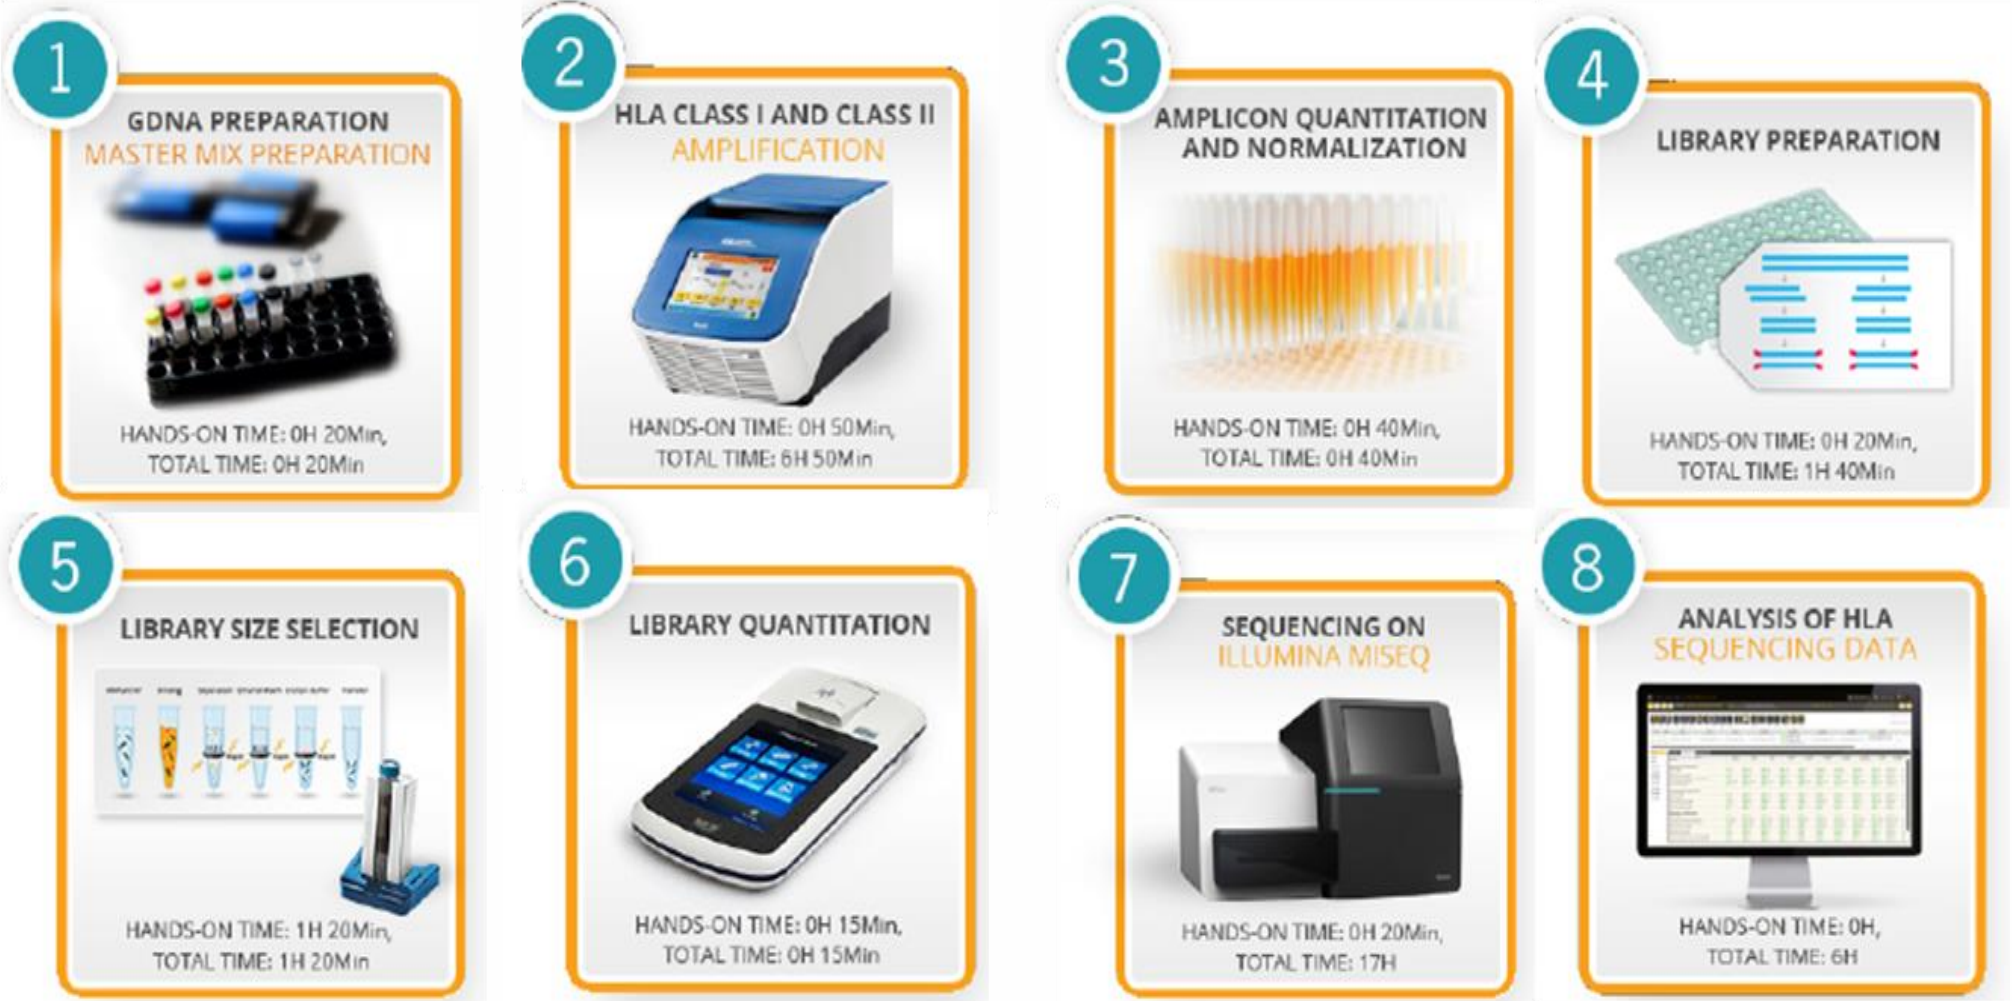 1
GDNA PREPARATION
MASTER MIX PREPARATION
HANDS-ON TIME: 0H 20Min,
TOTAL TIME: 0H 20Min
2
HLA CLASS I AND CLASS II
AMPLIFICATION
HANDS-ON TIME: 0H 50Min,
TOTAL TIME: 6H 50Min
3
AMPLICON QUANTITATION
AND NORMALIZATION
HANDS-ON TIME: 0H 40Min,
TOTAL TIME: 0H 40Min
4
LIBRARY PREPARATION
HANDS-ON TIME: 0H 20Min,
TOTAL TIME: 1H 40Min
5
LIBRARY SIZE SELECTION
HANDS-ON TIME: 1H 20Min,
TOTAL TIME: 1H 20Min
6
LIBRARY QUANTITATION
HANDS-ON TIME: 0H 15Min,
TOTAL TIME: 0H 15Min
7
SEQUENCING ON
ILLUMINA MISEQ
HANDS-ON TIME: 0H 20Min,
TOTAL TIME: 17H
8
ANALYSIS OF HLA
SEQUENCING DATA
HANDS-ON TIME: 0H,
TOTAL TIME: 6H